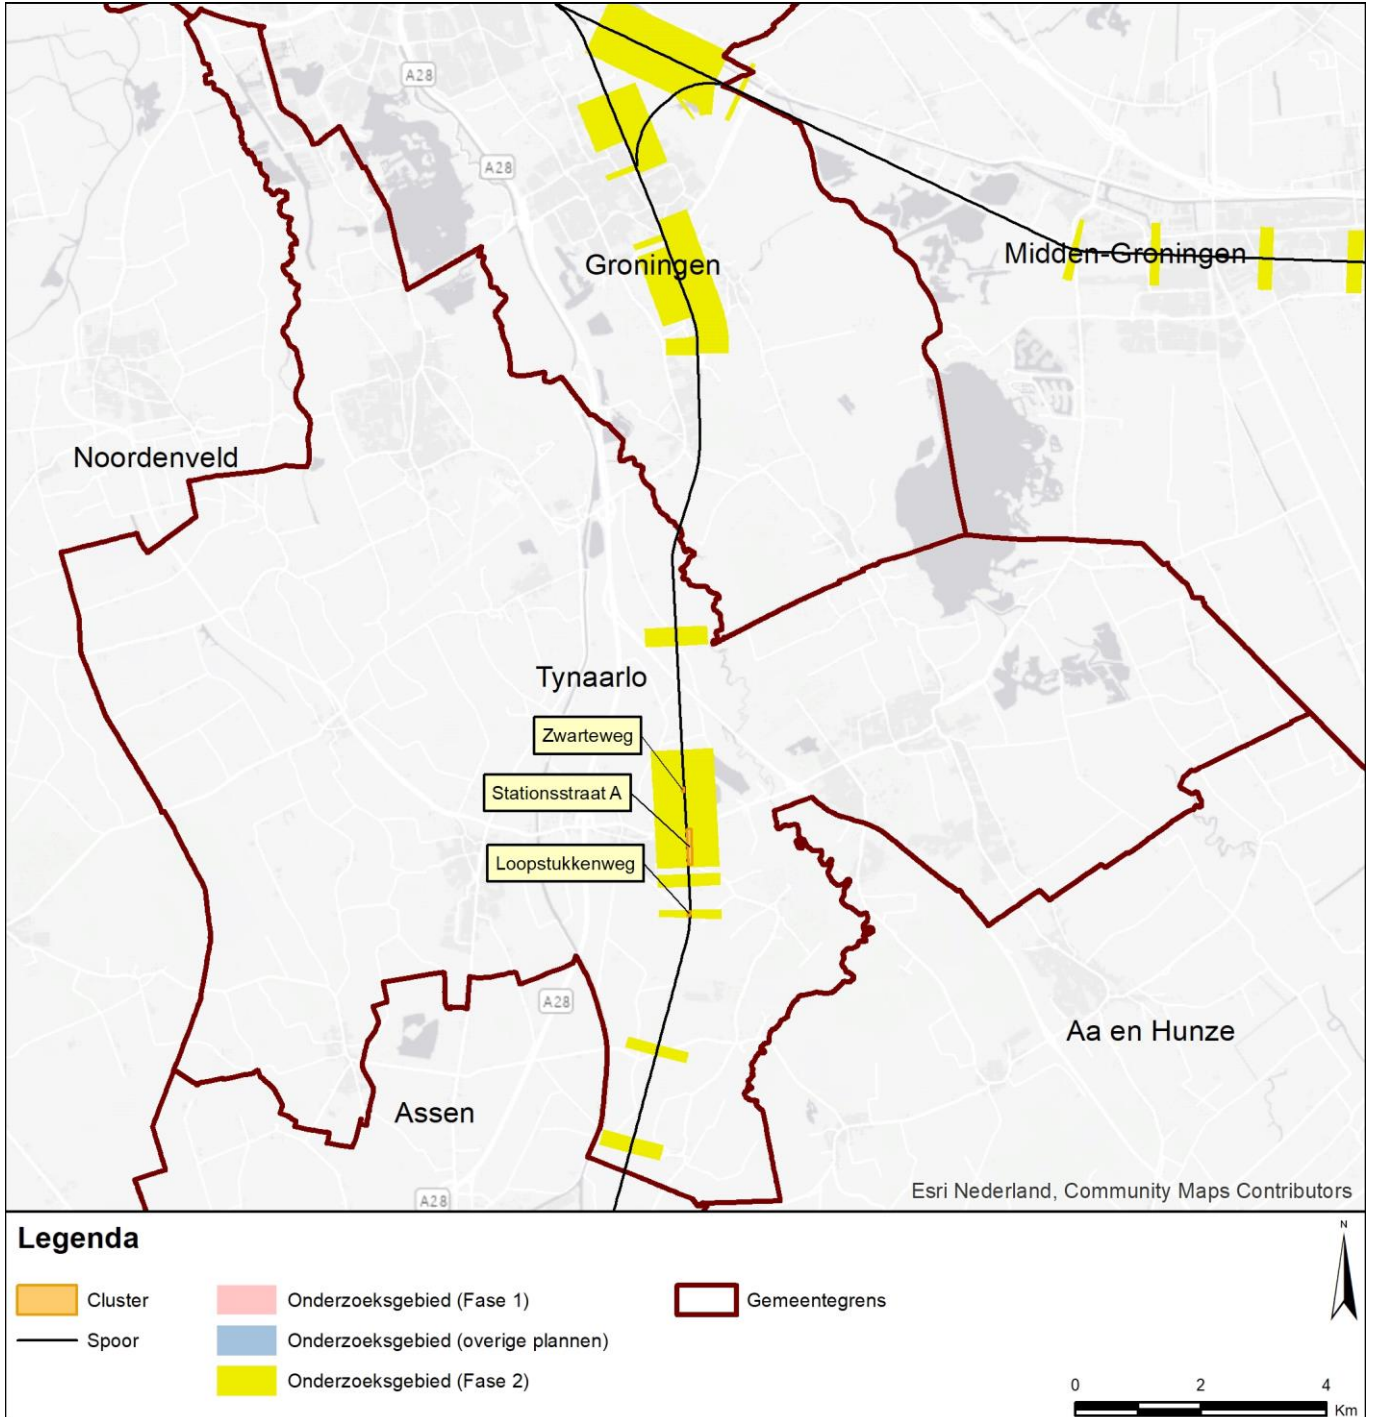 A28
A28
Groningen
Midden-Groningen
Noordenveld
Tynaarlo
Zwarteweg
Stationsstraat A
Loopstukkenweg
A28
Aa en Hunze
Assen
A28
Esri Nederland, Community Maps Contributors
Legenda
N
Cluster
Onderzoeksgebied (Fase 1)
Gemeentegrens
Spoor
Onderzoeksgebied (overige plannen)
Onderzoeksgebied (Fase 2)
0 2 4
Km